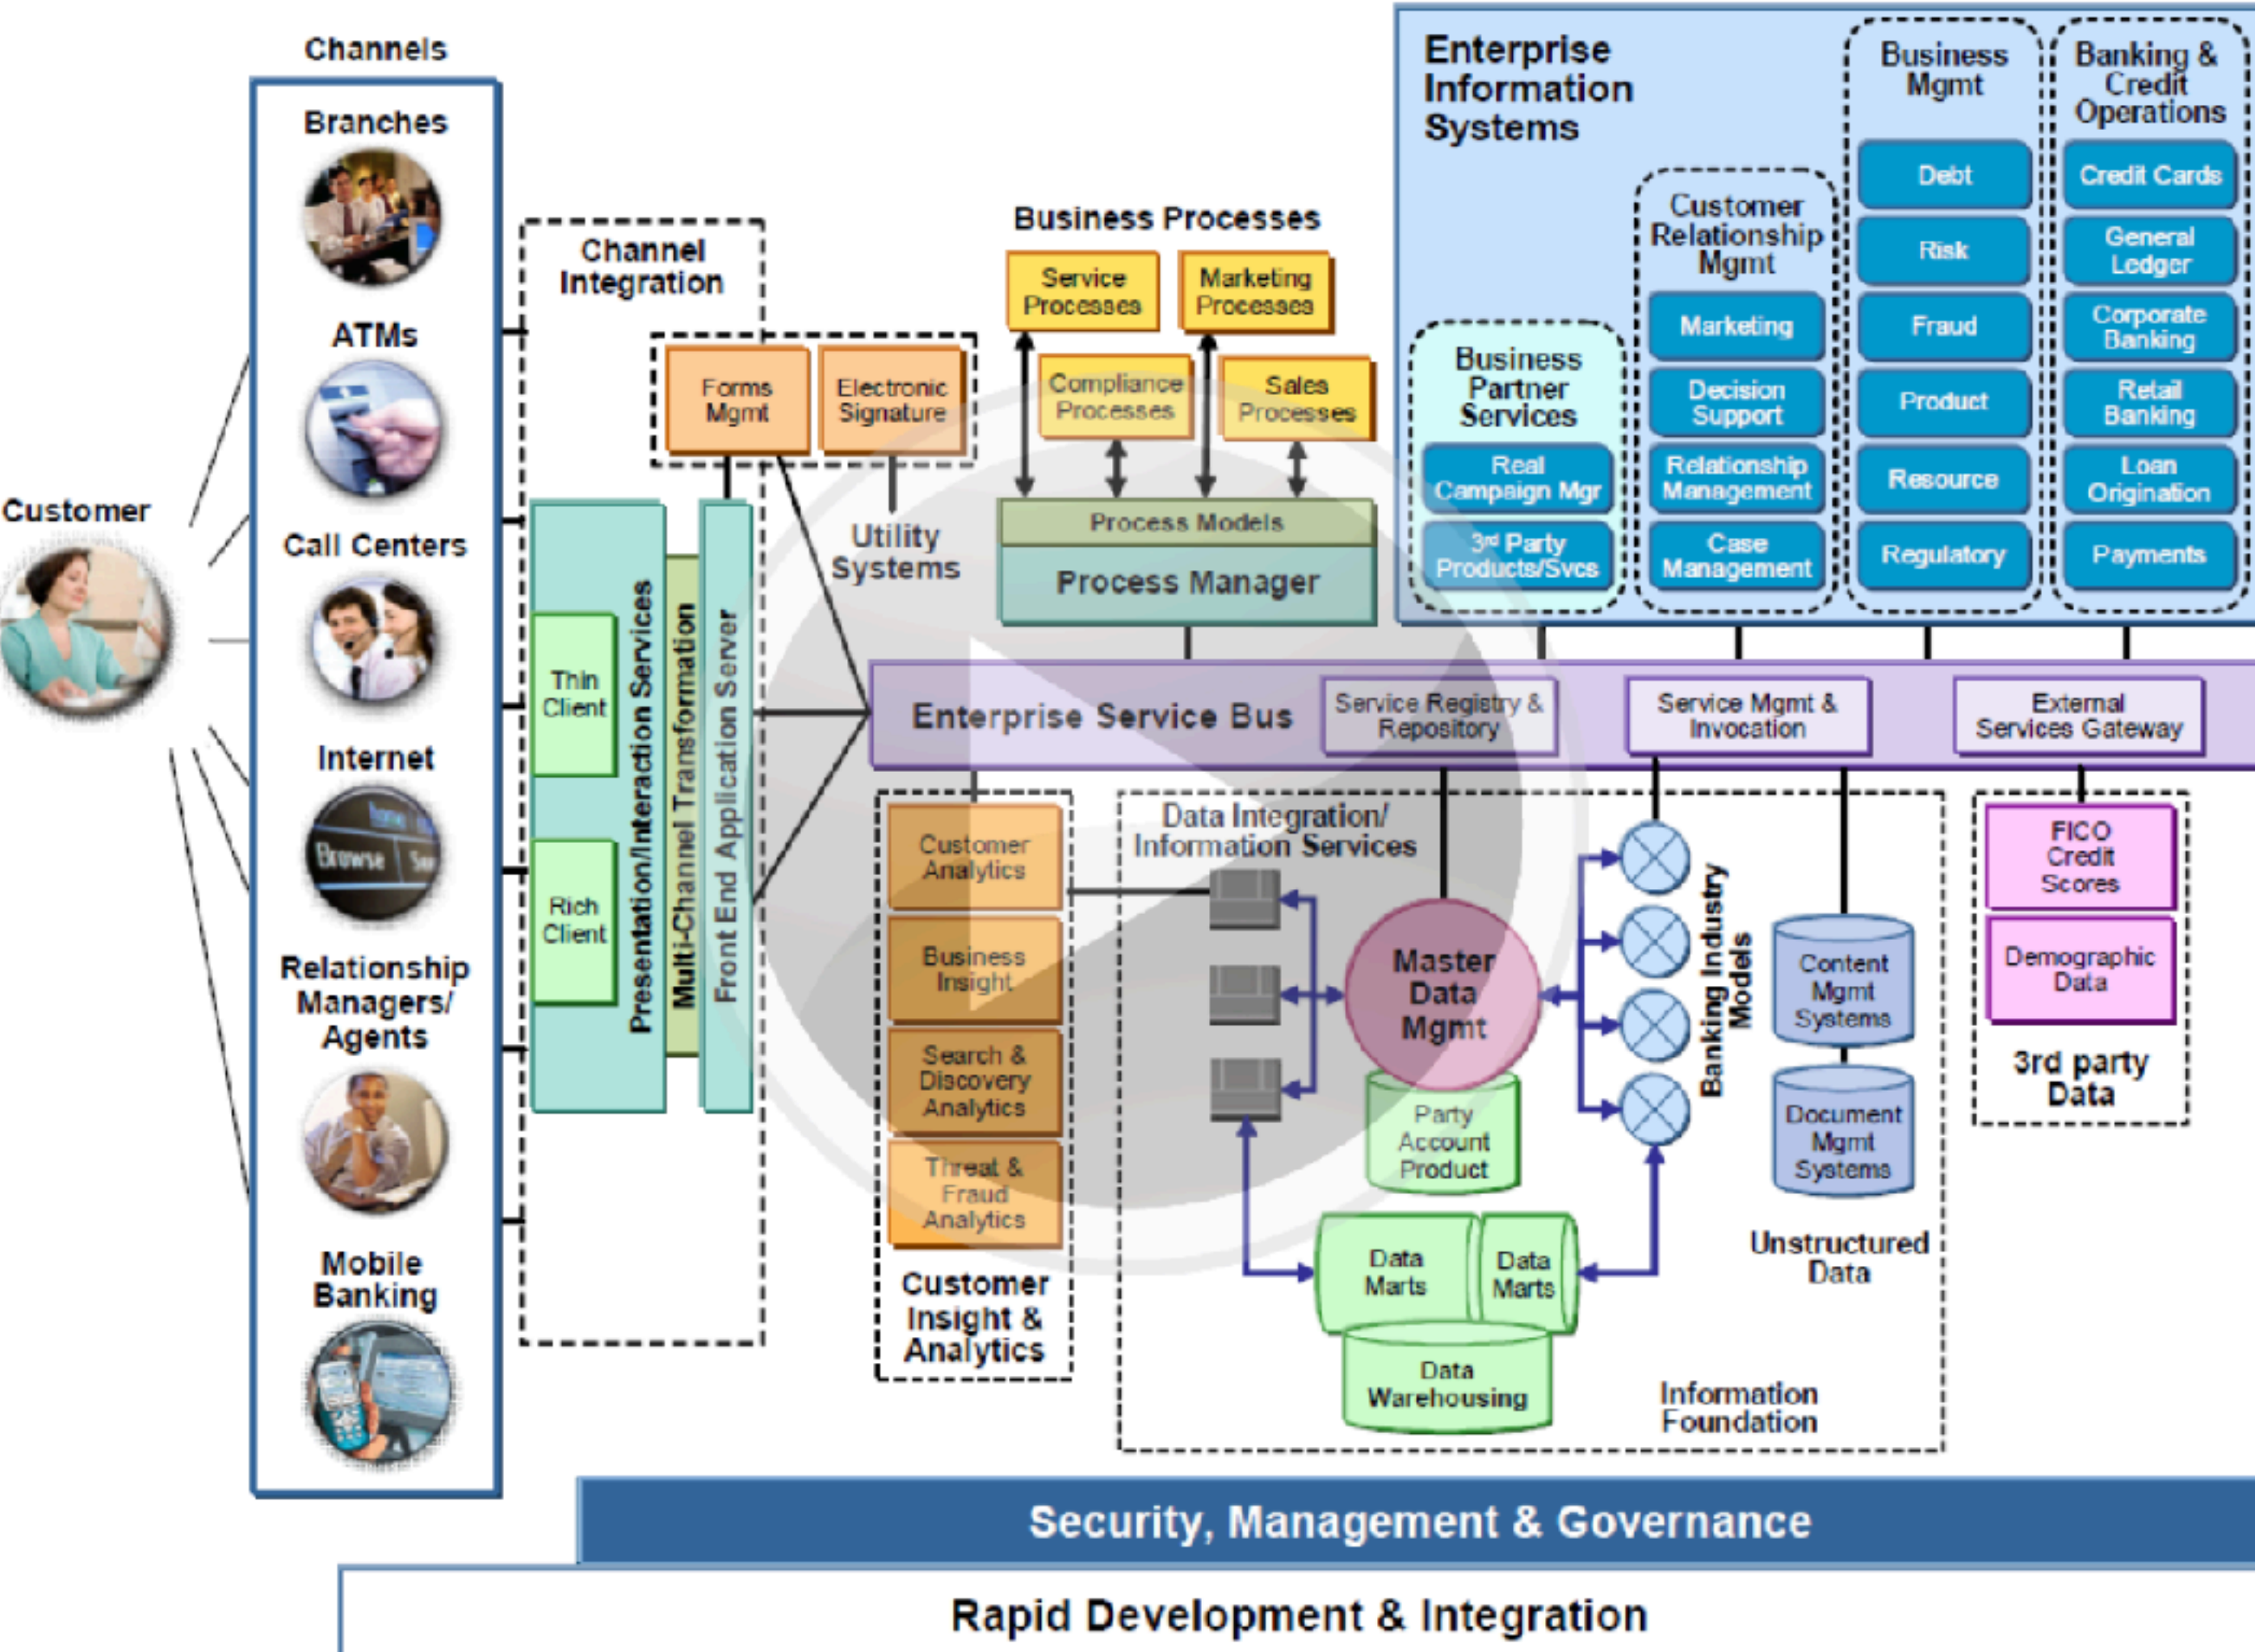 Channels
Branches
ATMs
Call Centers
Internet
Browse
Relationship
Managers/
Agents
Mobile
Banking
Customer
Channel
Integration
Forms
Mgmt
Electronic
Signature
Utility
Systems
Thin
Client
Rich
Client
Presentation/Interaction Services
Multi-Channel Transformation
Front End Application Server
Business Processes
Service
Processes
Marketing
Processes
Compliance
Processes
Sales
Processes
Process Models
Process Manager
Enterprise
Information
Systems
Business
Partner
Services
Real
Campaign Mgr
3rd Party
Products/Svcs
Customer
Relationship
Mgmt
Marketing
Decision
Support
Relationship
Management
Case
Management
Business
Mgmt
Debt
Risk
Fraud
Product
Resource
Regulatory
Banking &
Credit
Operations
Credit Cards
General
Ledger
Corporate
Banking
Retail
Banking
Loan
Origination
Payments
Enterprise Service Bus
Service Registry &
Repository
Service Mgmt &
Invocation
External
Services Gateway
Customer
Analytics
Business
Insight
Search &
Discovery
Analytics
Threat &
Fraud
Analytics
Customer
Insight &
Analytics
Data Integration/
Information Services
Master
Data
Mgmt
Party
Account
Product
Data
Marts
Data
Marts
Data
Warehousing
Banking Industry
Models
Content
Mgmt
Systems
Document
Mgmt
Systems
Unstructured
Data
Information
Foundation
FICO
Credit
Scores
Demographic
Data
3rd party
Data
Security, Management & Governance
Rapid Development & Integration